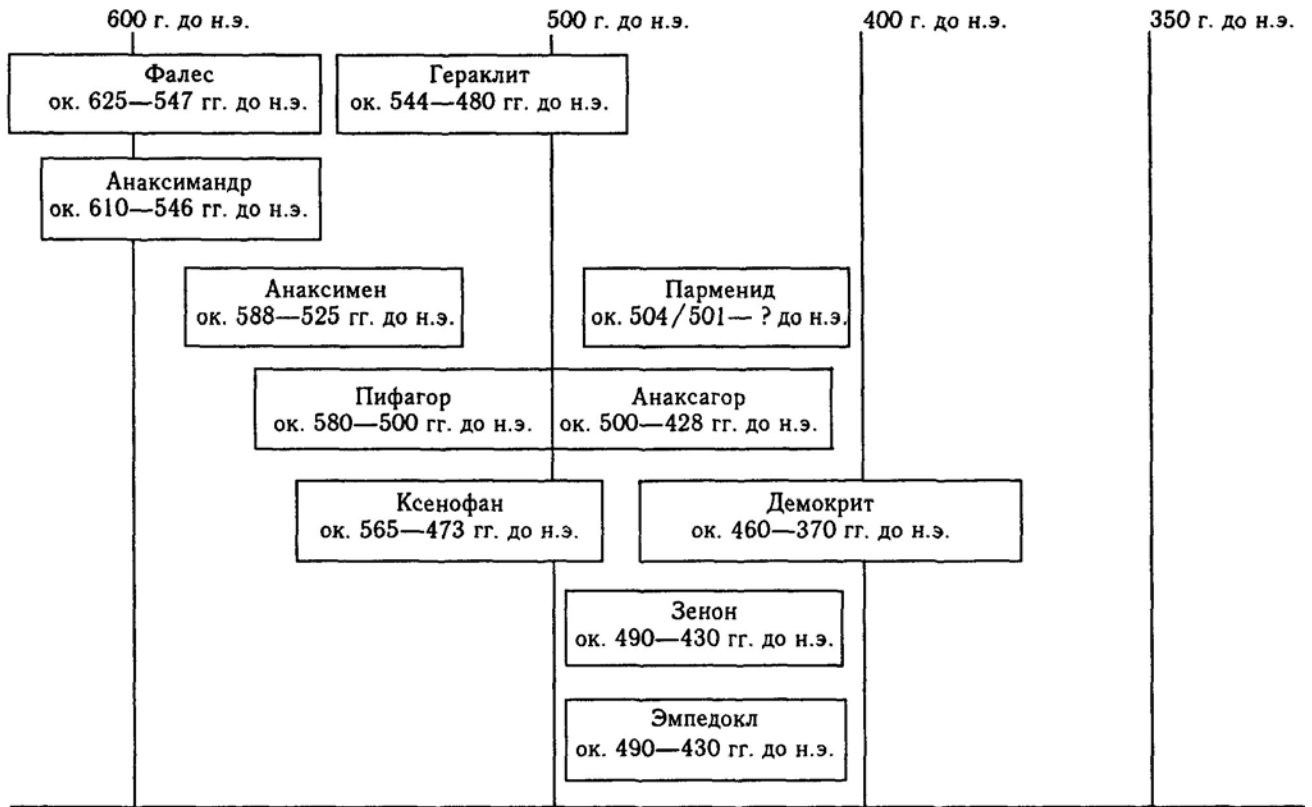 600 г. до н.э. 500 г. до н.э. 400 г. до н.э. 350 г. до н.э.
Фалес
ок. 625—547 гг. до н.э.
Гераклит
ок. 544—480 гг. до н.э.
Анаксимандр
ок. 610—546 гг. до н.э.
Анаксимен
ок. 588—525 гг. до н.э.
Парменид
ок. 504/501— ? до н.э.
Пифагор
ок. 580—500 гг. до н.э.
Анаксагор
ок. 500—428 гг. до н.э.
Ксенофан
ок. 565—473 гг. до н.э.
Демокрит
ок. 460—370 гг. до н.э.
Зенон
ок. 490—430 гг. до н.э.
Эмпедокл
ок. 490—430 гг. до н.э.